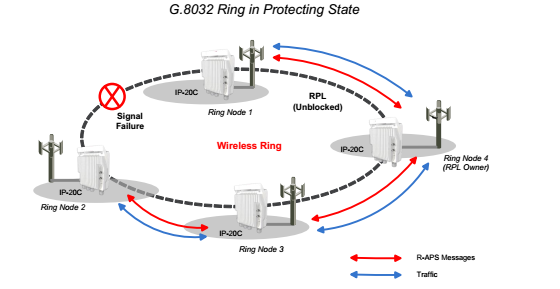 G.8032 Ring in Protecting State
IP-20C
Ring Node 1
RPL
(Unblocked)
Signal
Failure
Wireless Ring
IP-20C
Ring Node 4
(RPL Owner)
IP-20C
Ring Node 2
IP-20C
Ring Node 3
R-APS Messages
Traffic